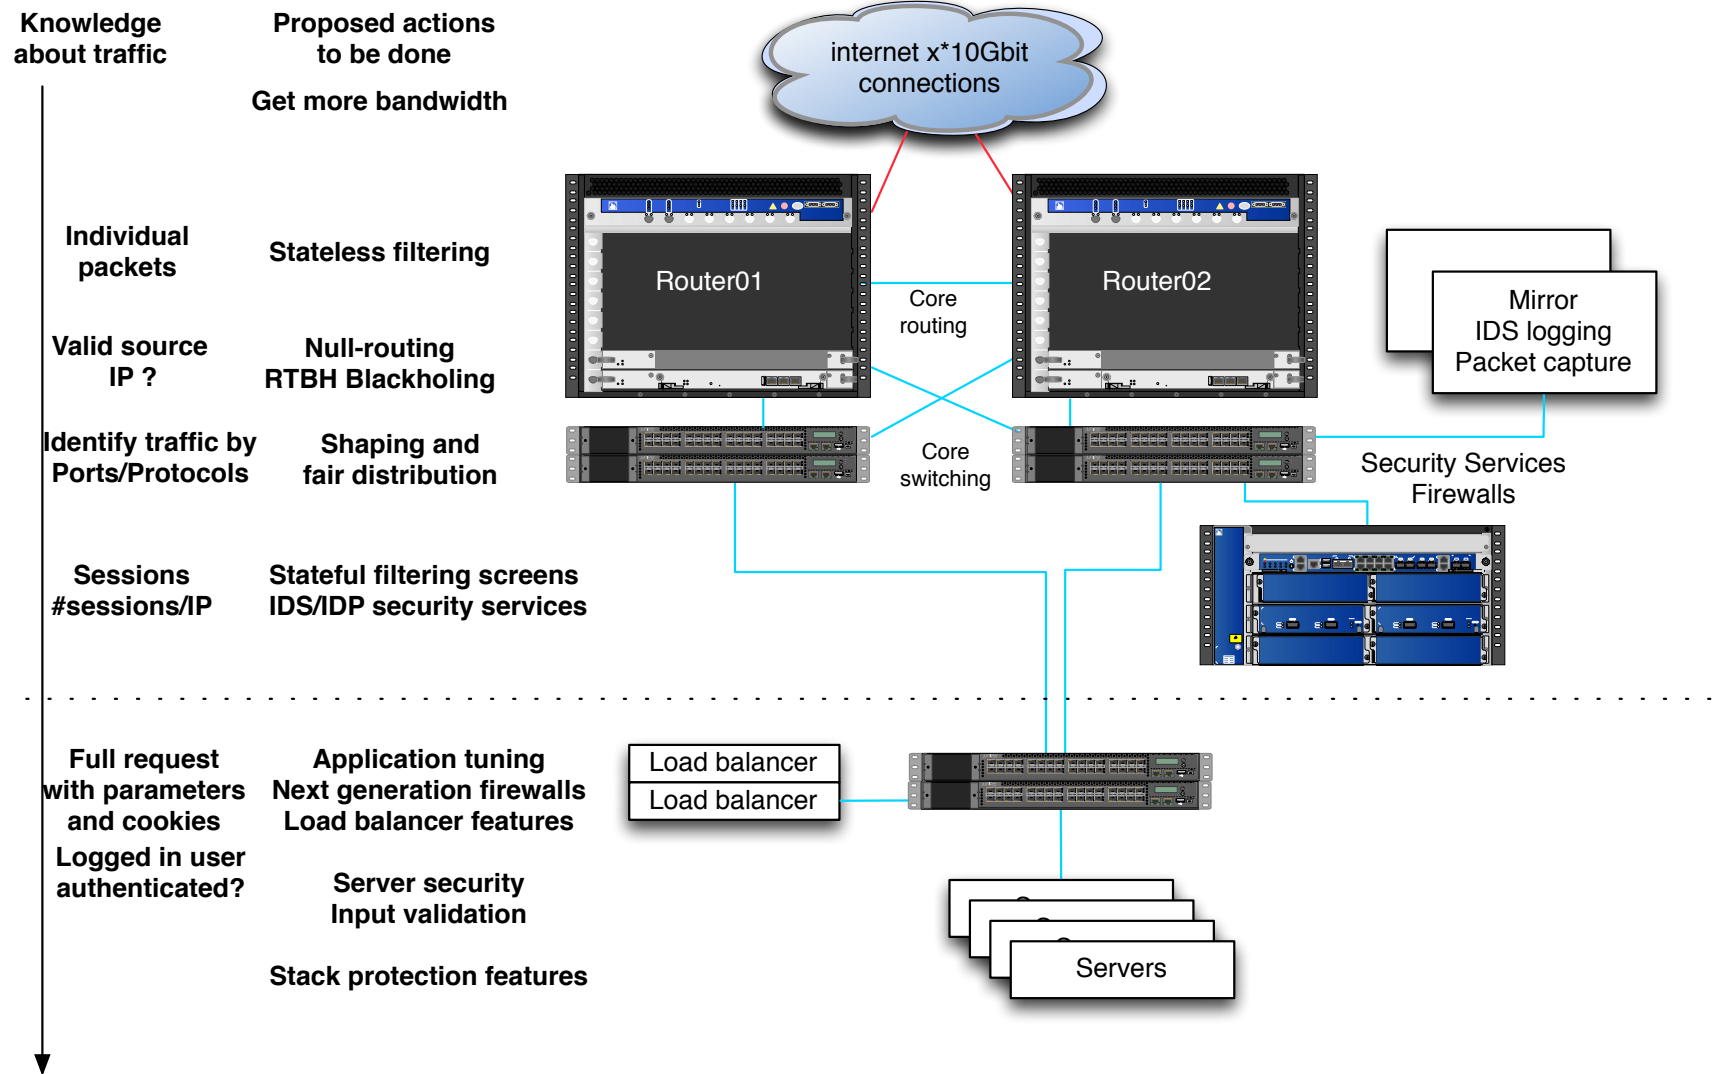 Knowledge
about traffic
Proposed actions
to be done
Get more bandwidth
internet x*10Gbit
connections
Individual
packets
Stateless filtering
Router01
Router02
Core
routing
Mirror
IDS logging
Packet capture
Valid source
IP ?
Null-routing
RTBH Blackholing
Identify traffic by
Ports/Protocols
Shaping and
fair distribution
Core
switching
Security Services
Firewalls
Sessions
#sessions/IP
Stateful filtering screens
IDS/IDP security services
Full request
with parameters
and cookies
Application tuning
Next generation firewalls
Load balancer features
Load balancer
Load balancer
Logged in user
authenticated?
Server security
Input validation
Stack protection features
Servers